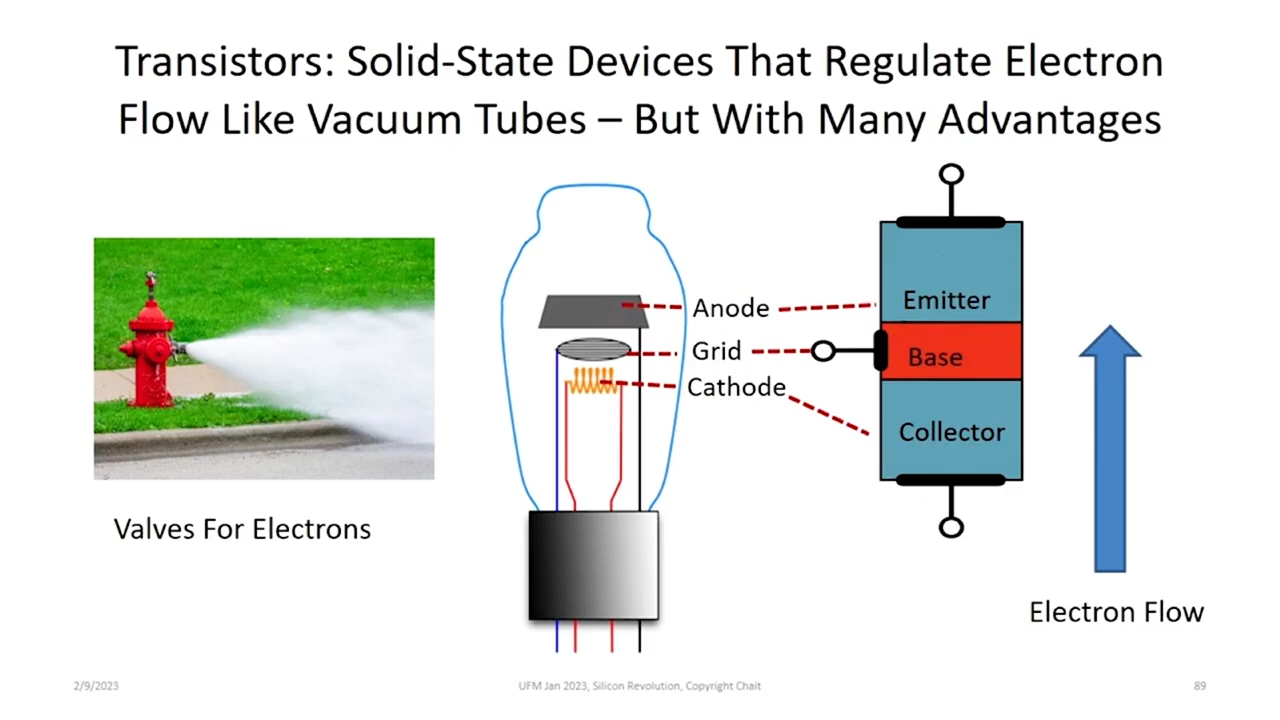 Transistors: Solid-State Devices That Regulate Electron
Flow Like Vacuum Tubes – But With Many Advantages
Anode
Grid
Cathode
Emitter
Base
Collector
Valves For Electrons
Electron Flow
2/9/2023
UFM Jan 2023, Silicon Revolution, Copyright Chait
89